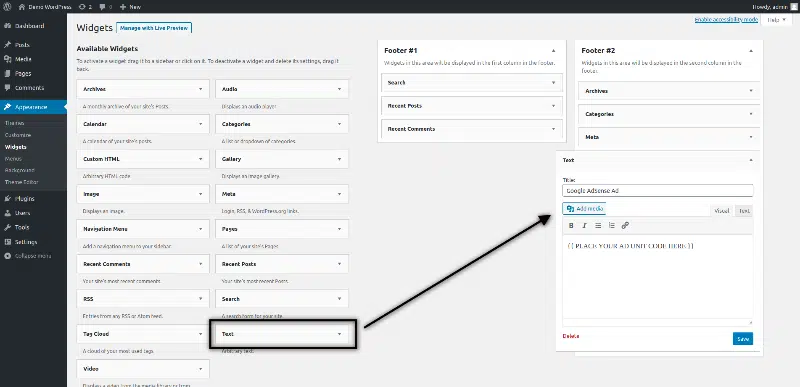 Demo WordPress
2
0
New
Howdy, admin
Dashboard
Posts
Media
Pages
Comments
Appearance
Themes
Customize
Widgets
Menus
Background
Theme Editor
Plugins
Users
Tools
Settings
Collapse menu
Widgets
Manage with Live Preview
Enable accessibility mode
Help
Available Widgets
To activate a widget drag it to a sidebar or click on it. To deactivate a widget and delete its settings, drag it
back.
Archives
Audio
A monthly archive of your site's Posts.
Displays an audio player.
Calendar
Categories
A calendar of your site's posts.
A list or dropdown of categories.
Custom HTML
Gallery
Arbitrary HTML code.
Displays an image gallery.
Image
Meta
Displays an image.
Login, RSS, & WordPress.org links.
Navigation Menu
Pages
Add a navigation menu to your sidebar.
A list of your site's Pages.
Recent Comments
Recent Posts
Your site's most recent comments.
Your site's most recent Posts.
RSS
Search
Entries from any RSS or Atom feed.
A search form for your site.
Tag Cloud
Text
A cloud of your most used tags.
Arbitrary text.
Video
Displays a video from the media library or from
Footer #1
Widgets in this area will be displayed in the first column in the footer.
Search
Recent Posts
Recent Comments
Footer #2
Widgets in this area will be displayed in the second column in the
footer.
Archives
Categories
Meta
Text
Title:
Google AdSense Ad
Add media
Visual
Text
B I
{{ PLACE YOUR AD UNIT CODE HERE }}
Delete
Save